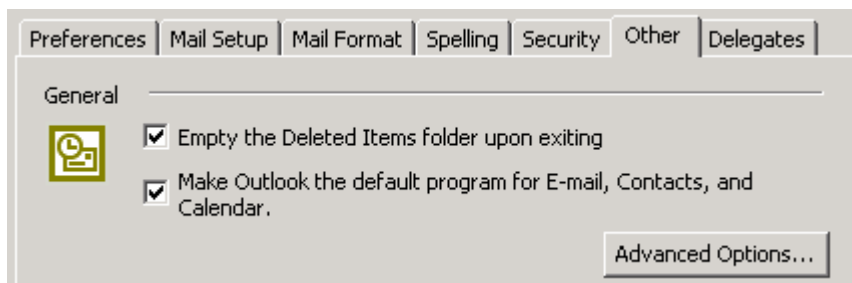 Preferences Mail Setup Mail Format Spelling Security Other Delegates
General
Empty the Deleted Items folder upon exiting
Make Outlook the default program for E-mail, Contacts, and
Calendar.
Advanced Options...